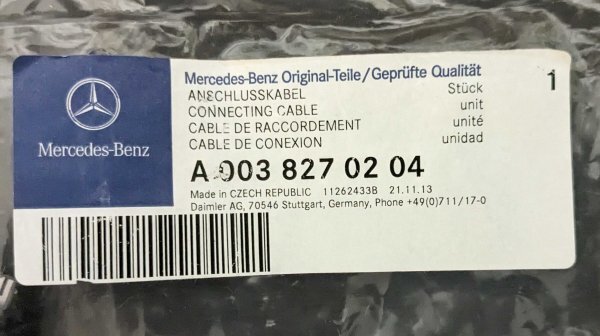 Mercedes-Benz Original-Teile/Geprüfte Qualität
ANSCHLUSSKABEL Stück 1
CONNECTING CABLE unit
CABLE DE RACCORDEMENT unité
CABLE DE CONEXION unidad
Mercedes-Benz
A 003 827 02 04
Made in CZECH REPUBLIC 11262433B 21.11.13
Daimler AG, 70546 Stuttgart, Germany, Phone +49(0)711/17-0